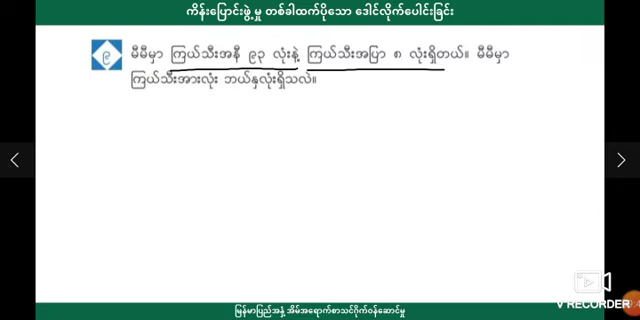 ကိန်းပြောင်းဖွဲ့မှု တစ်ခါထက်ပိုသော ဒေါင်လိုက်ပေါင်းခြင်း
၉ မီမီမှာ ကြယ်သီးအနီ ၉၃ လုံးနဲ့ ကြယ်သီးအပြာ ၈ လုံးရှိတယ်။ မီမီမှာ
ကြယ်သီးအားလုံး ဘယ်နှလုံးရှိသလဲ။
V RECORDER
မြန်မာပြည်အနှံ့ အိမ်အရောက်စာသင်ဝိုက်ဝန်ဆောင်မှု